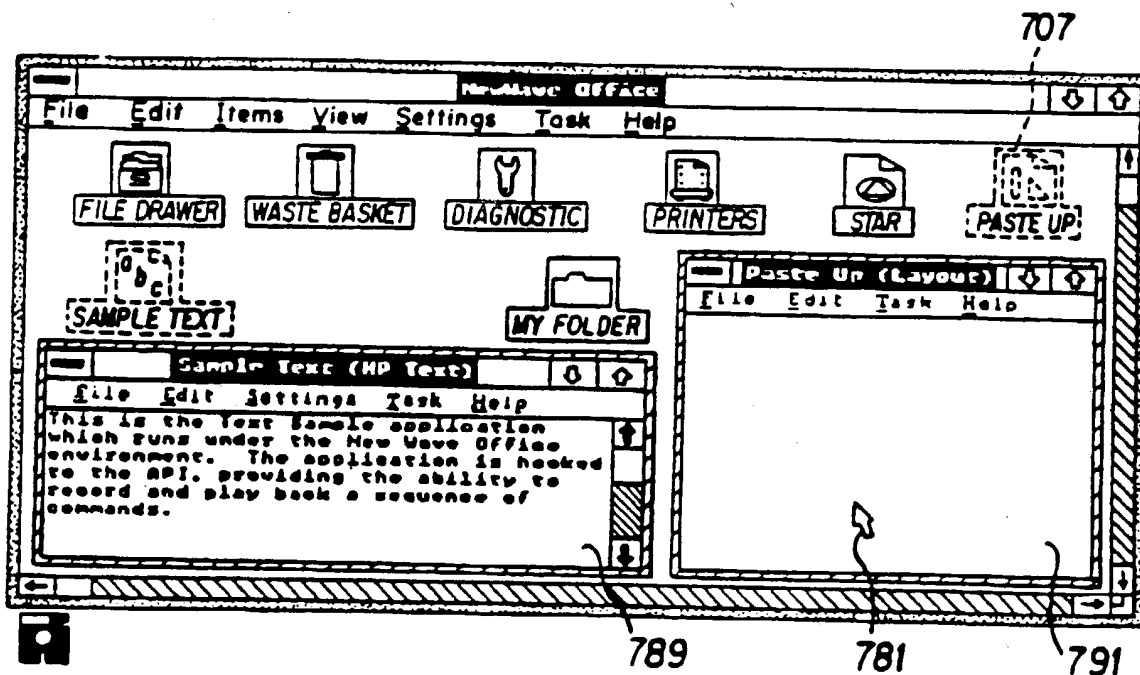 707
NewWave Office
File Edit Items View Settings Task Help
FILE DRAWER WASTE BASKET DIAGNOSTIC PRINTERS STAR PASTE UP
abc
SAMPLE TEXT MY FOLDER
Paste Up (Layout)
File Edit Task Help
Sample Text (HP Text)
File Edit Settings Task Help
This is the Text Sample application
which runs under the New Wave Office
environment. The application is hooked
to the API, providing the ability to
record and play back a sequence of
commands.
789 781 791